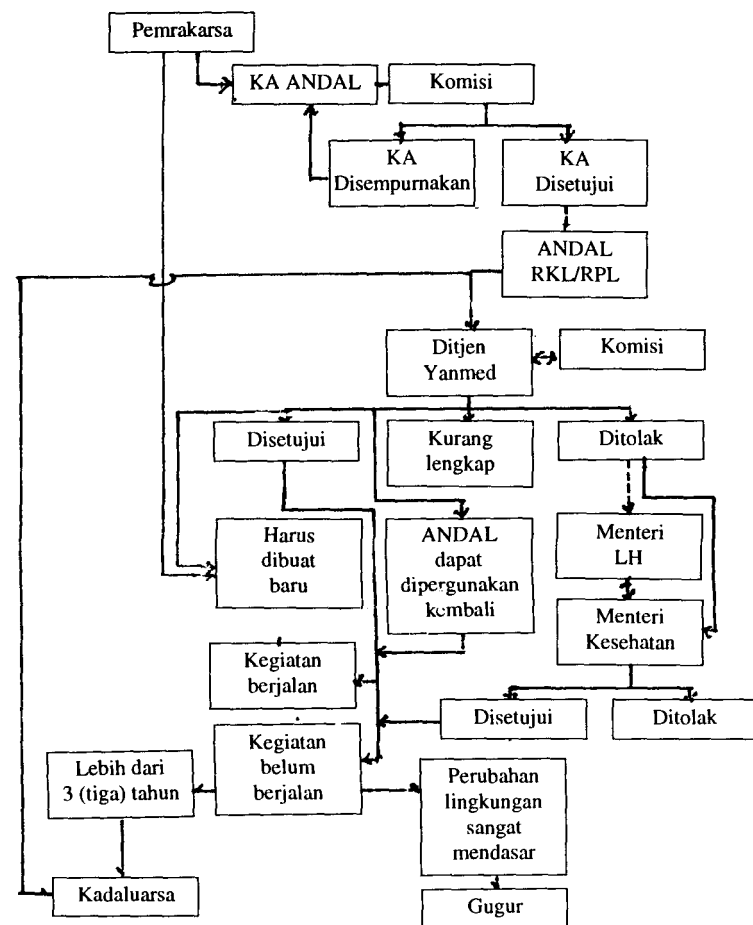 Pemrakarsa
KA ANDAL
Komisi
KA
Disempurnakan
KA
Disetujui
ANDAL
RKL/RPL
Ditjen
Yanmed
Komisi
Disetujui
Kurang
lengkap
Ditolak
Harus
dibuat
baru
ANDAL
dapat
dipergunakan
kembali
Menteri
LH
Menteri
Kesehatan
Kegiatan
berjalan
Disetujui
Ditolak
Kegiatan
belum
berjalan
Lebih dari
3 (tiga) tahun
Perubahan
lingkungan
sangat
mendasar
Kadaluarsa
Gugur